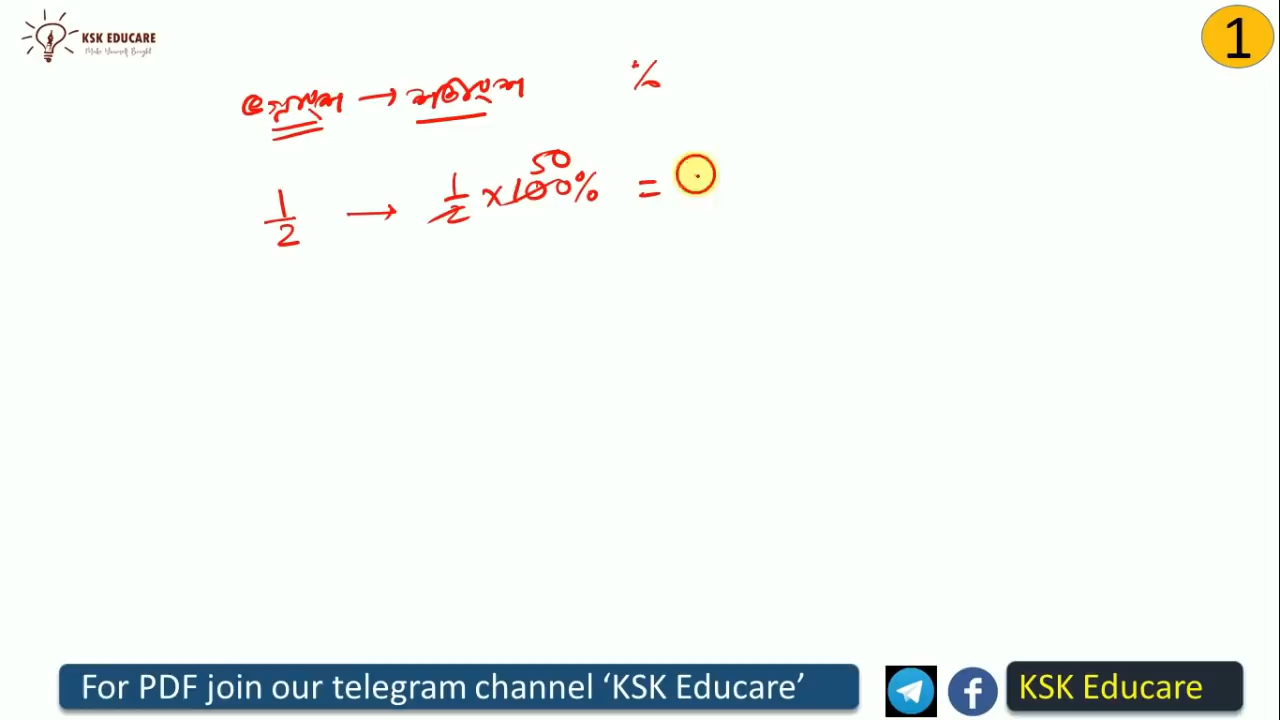 KSK EDUCARE
Make Yourself Bright
1
ভগ্নাংশ → শতাংশ %
1/2 → 1/2 × 100% =
50
For PDF join our telegram channel ‘KSK Educare’
KSK Educare